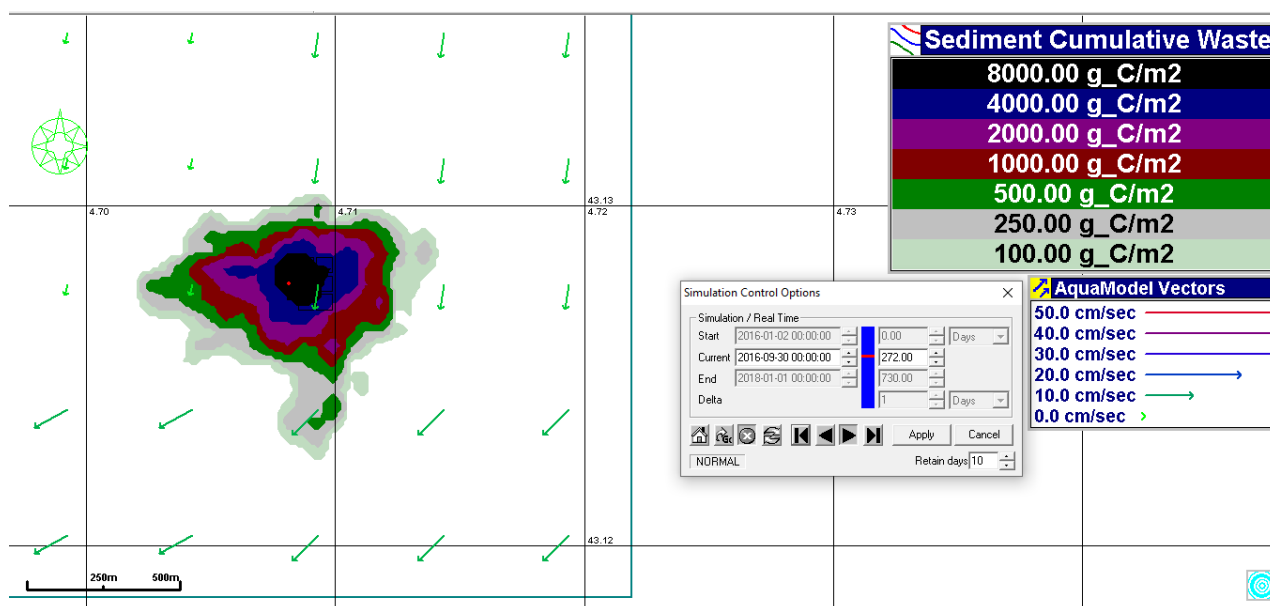 Sediment Cumulative Waste
8000.00 g_C/m2
4000.00 g_C/m2
2000.00 g_C/m2
1000.00 g_C/m2
500.00 g_C/m2
250.00 g_C/m2
100.00 g_C/m2
43.13
4.70
4.71
4.72
4.73
AquaModel Vectors
50.0 cm/sec
40.0 cm/sec
30.0 cm/sec
20.0 cm/sec
10.0 cm/sec
0.0 cm/sec
Simulation Control Options
Simulation / Real Time
Start 2016-01-02 00:00:00 0.00 Days
Current 2016-09-30 00:00:00 272.00
End 2018-01-01 00:00:00 730.00
Delta 1 Days
Apply Cancel
NORMAL Retain days 10
43.12
250m 500m